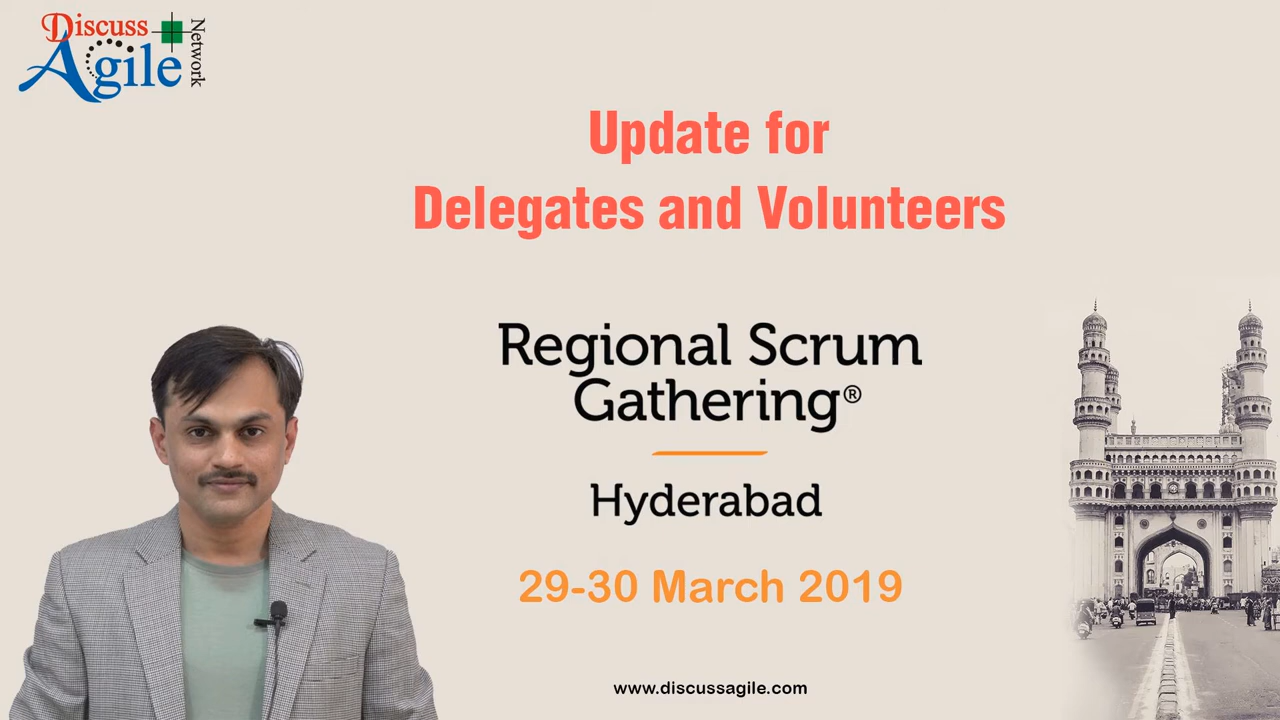 Discuss
Agile
Network
Update for
Delegates and Volunteers
Regional Scrum
Gathering®
Hyderabad
29-30 March 2019
www.discussagile.com